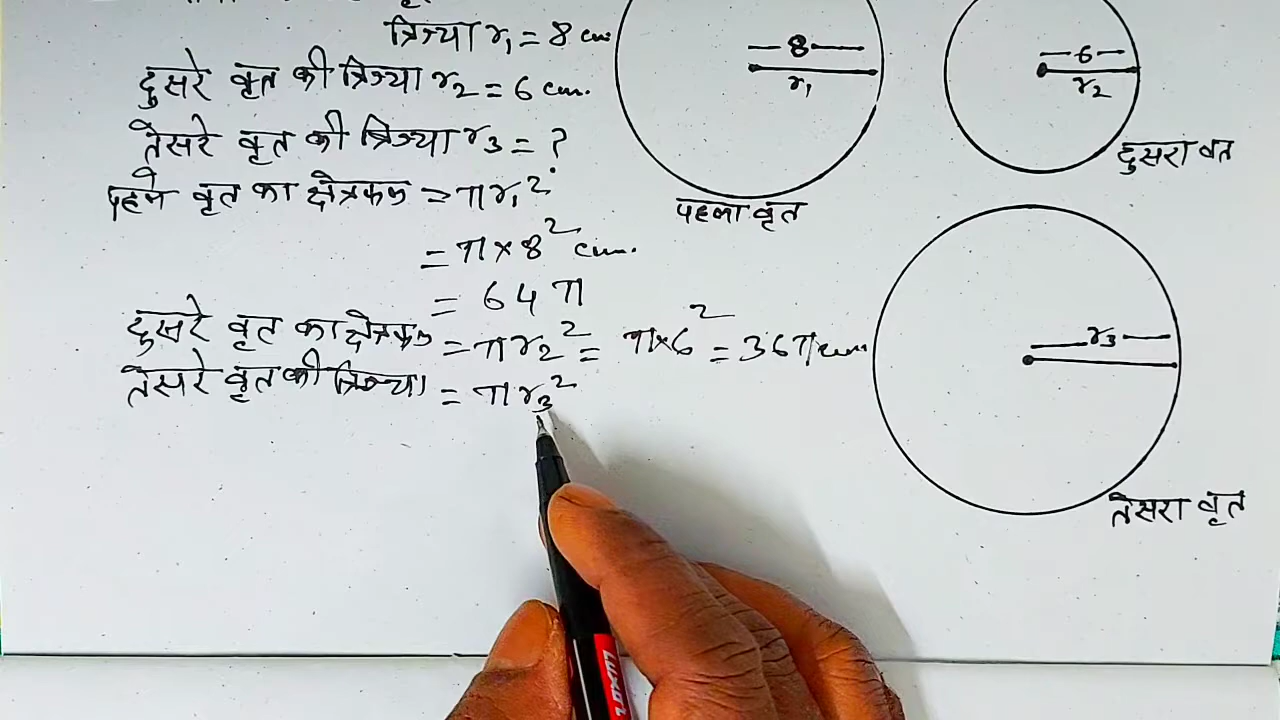 त्रिज्या r₁ = 8 cm
दुसरे वृत की त्रिज्या r₂ = 6 cm.
तिसरे वृत की त्रिज्या r₃ = ?
पहले वृत का क्षेत्रफल = πr₁²
= π×8² cm.
= 64 π
दुसरे वृत का क्षेत्रफल = πr₂² = π×6² = 36π cm
तिसरे वृत की त्रिज्या = πr₃²
8
r₁
पहला वृत
6
r₂
दुसरा वृत
r₃
तिसरा वृत